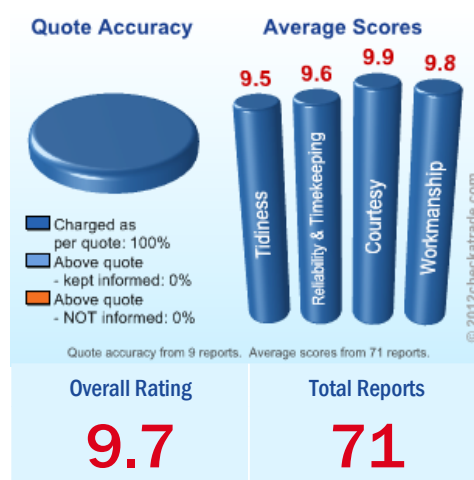 Quote Accuracy
Average Scores
9.5
9.6
9.9
9.8
Tidiness
Reliability & Timekeeping
Courtesy
Workmanship
Charged as
per quote: 100%
Above quote
- kept informed: 0%
Above quote
- NOT informed: 0%
© 2012checkatrade.com
Quote accuracy from 9 reports. Average scores from 71 reports.
Overall Rating
Total Reports
9.7
71